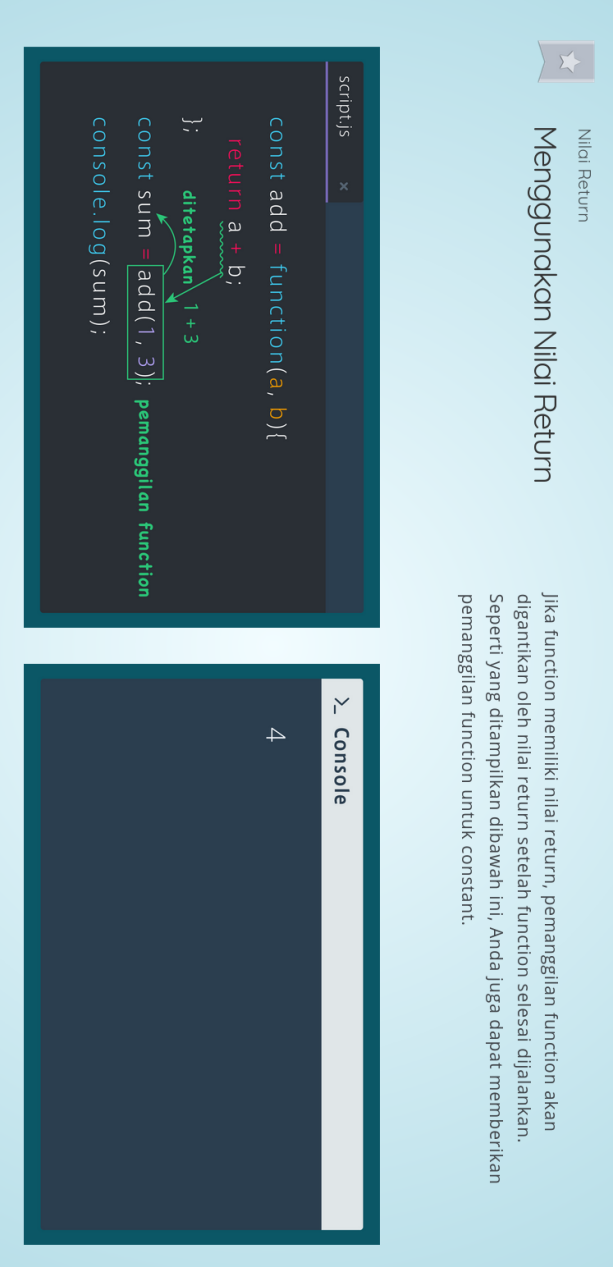 Nilai Return
Menggunakan Nilai Return
Jika function memiliki nilai return, pemanggilan function akan
digantikan oleh nilai return setelah function selesai dijalankan.
Seperti yang ditampilkan dibawah ini, Anda juga dapat memberikan
pemanggilan function untuk constant.
script.js ×
const add = function(a, b){
return a + b;
};
ditetapkan 1 + 3
const sum = add(1, 3); pemanggilan function
console.log(sum);
>_ Console
4